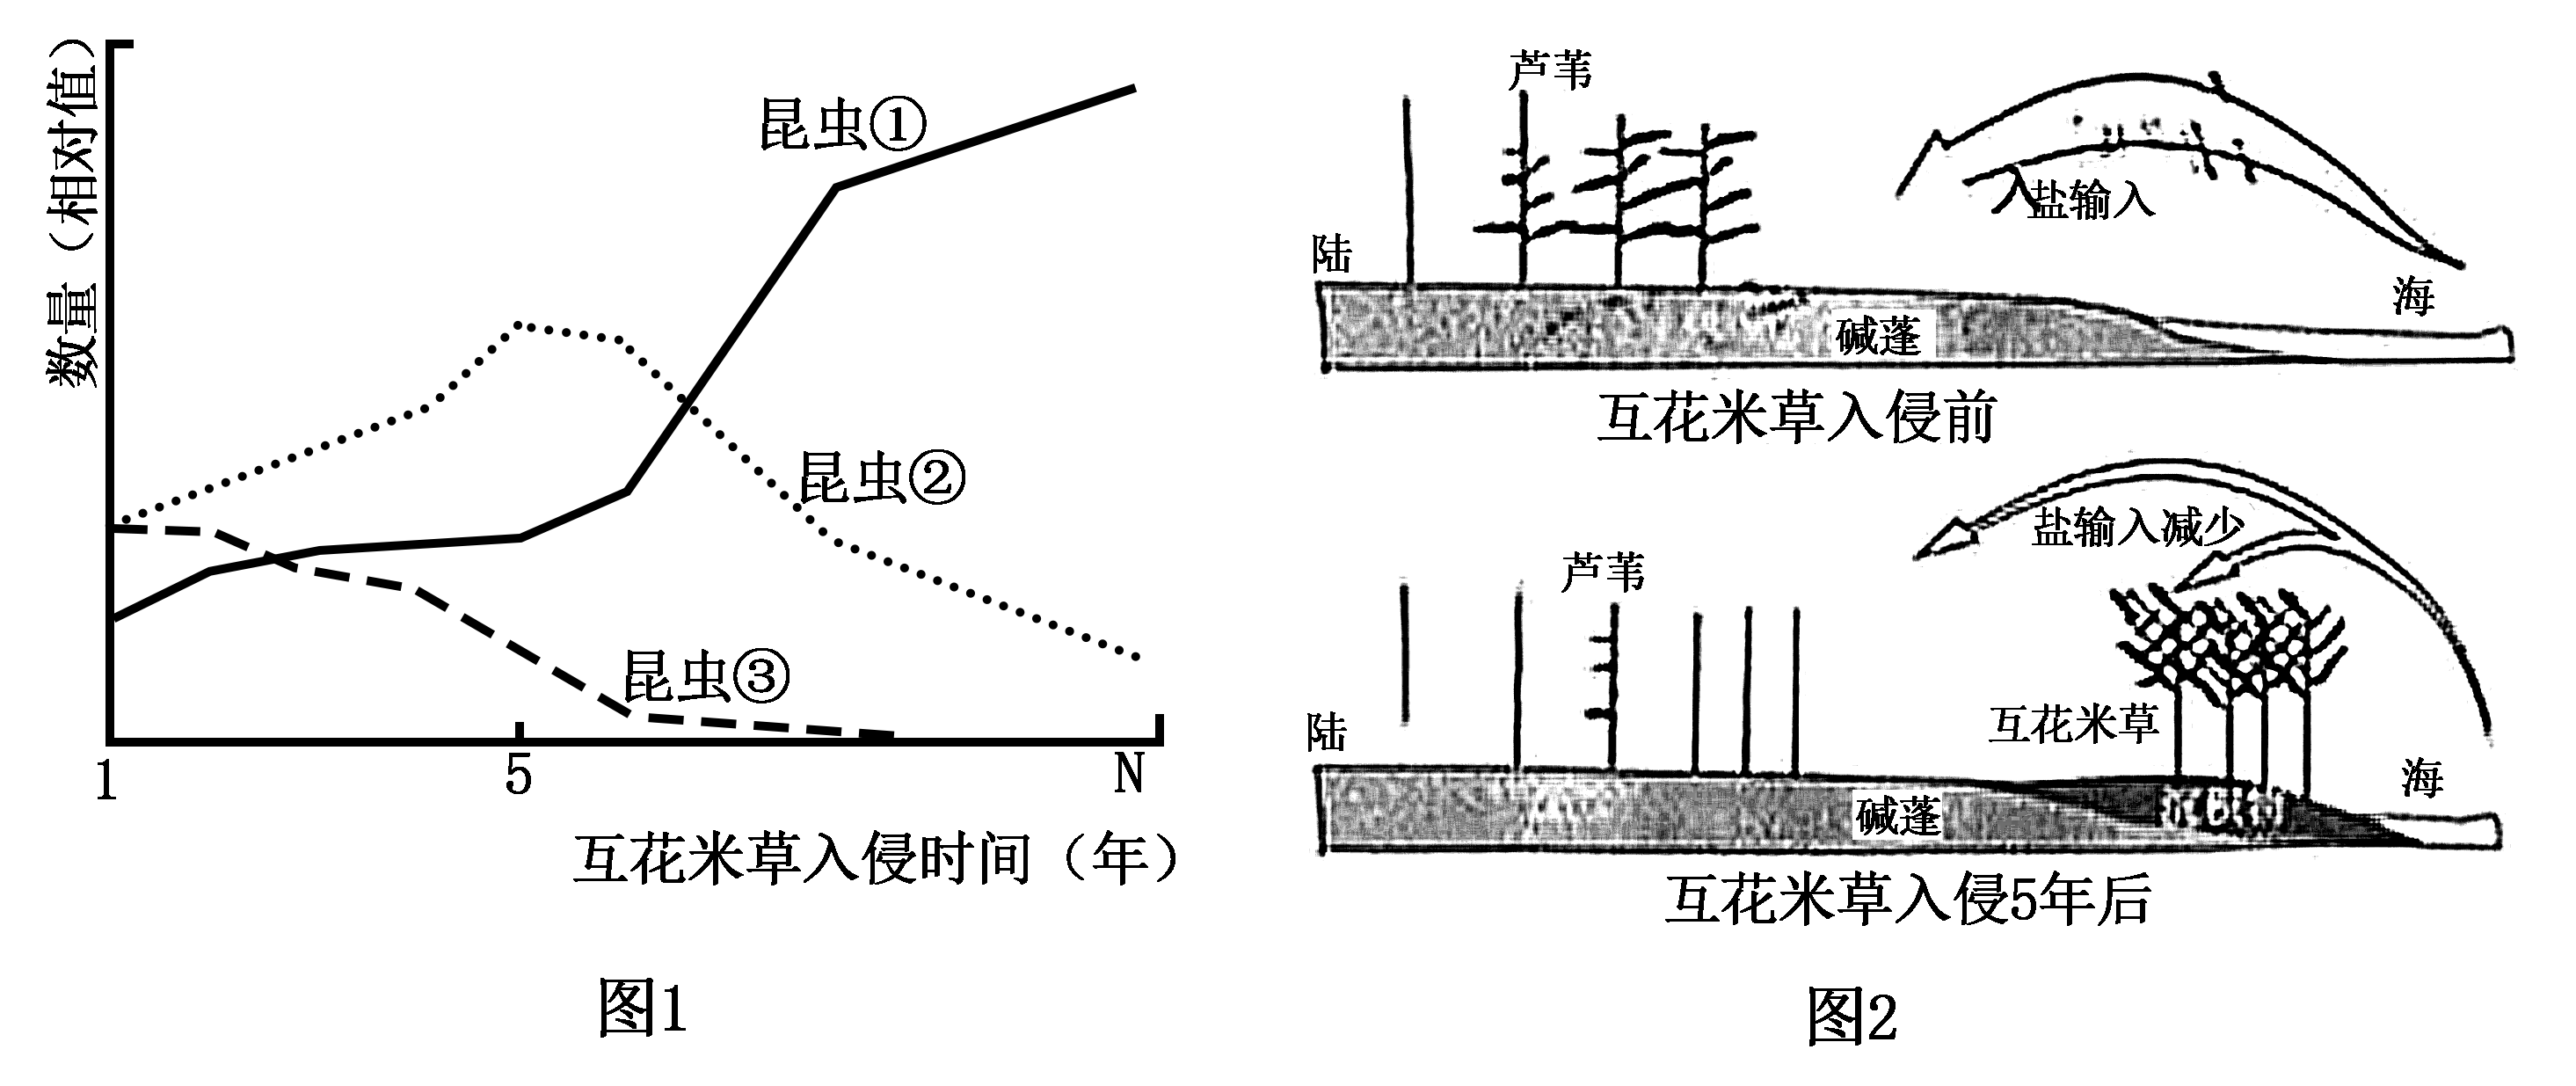 数量（相对值）
昆虫①
昆虫②
昆虫③
1
5
N
互花米草入侵时间（年）
图1
芦苇
盐输入
陆
海
碱蓬
互花米草入侵前
盐输入减少
芦苇
互花米草
陆
海
碱蓬
互花米草入侵5年后
图2